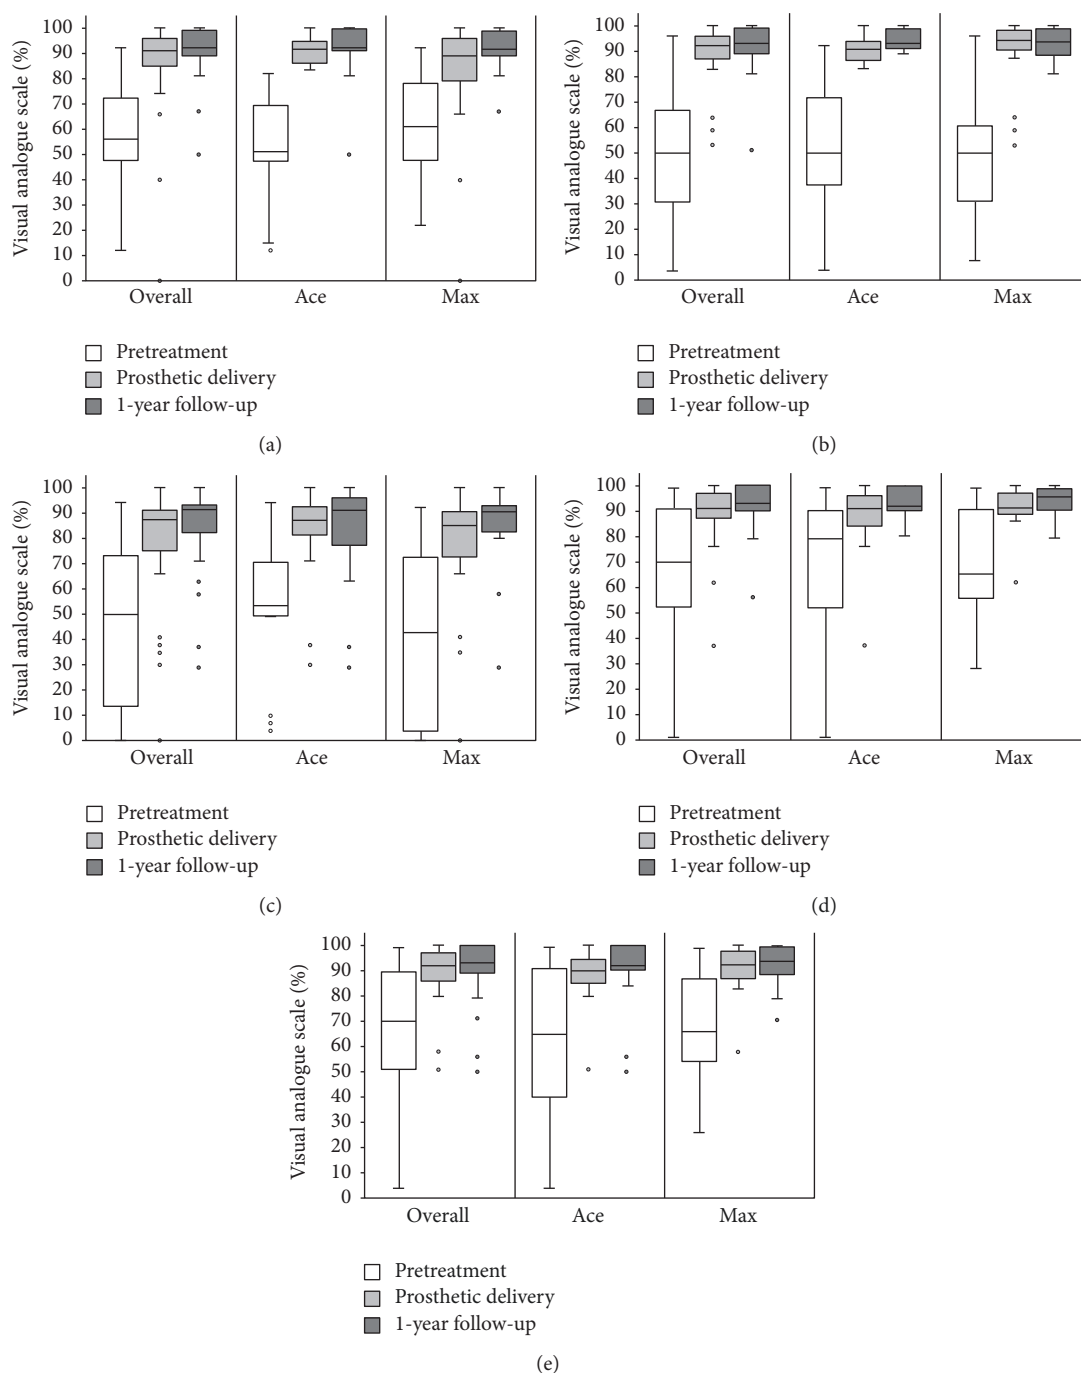 Visual analogue scale (%)
100
90
80
70
60
50
40
30
20
10
0
Overall Ace Max
Pretreatment
Prosthetic delivery
1-year follow-up
(a)
Visual analogue scale (%)
100
90
80
70
60
50
40
30
20
10
0
Overall Ace Max
Pretreatment
Prosthetic delivery
1-year follow-up
(b)
Visual analogue scale (%)
100
90
80
70
60
50
40
30
20
10
0
Overall Ace Max
Pretreatment
Prosthetic delivery
1-year follow-up
(c)
Visual analogue scale (%)
100
90
80
70
60
50
40
30
20
10
0
Overall Ace Max
Pretreatment
Prosthetic delivery
1-year follow-up
(d)
Visual analogue scale (%)
100
90
80
70
60
50
40
30
20
10
0
Overall Ace Max
Pretreatment
Prosthetic delivery
1-year follow-up
(e)